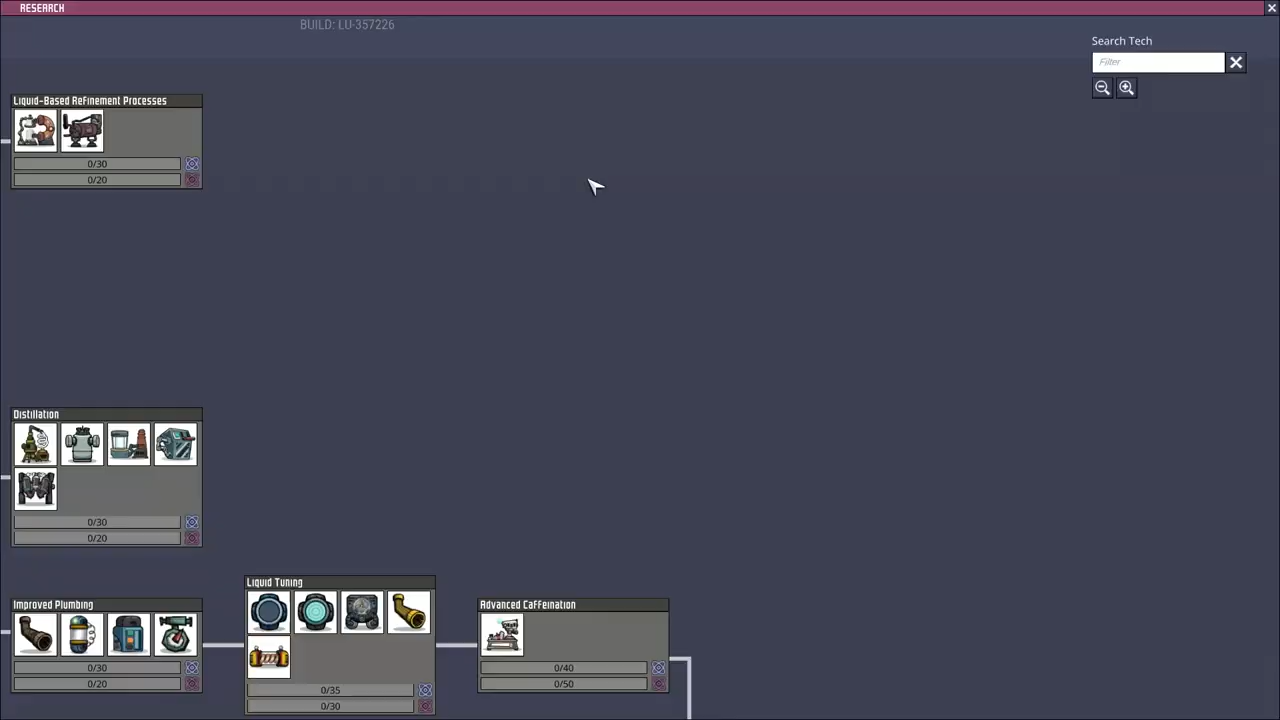 RESEARCH
BUILD: LU-357226
Search Tech
Filter
Liquid-Based Refinement Processes
0/30
0/20
Distillation
0/30
0/20
Improved Plumbing
0/30
0/20
Liquid Tuning
0/35
0/30
Advanced Caffeination
0/40
0/50